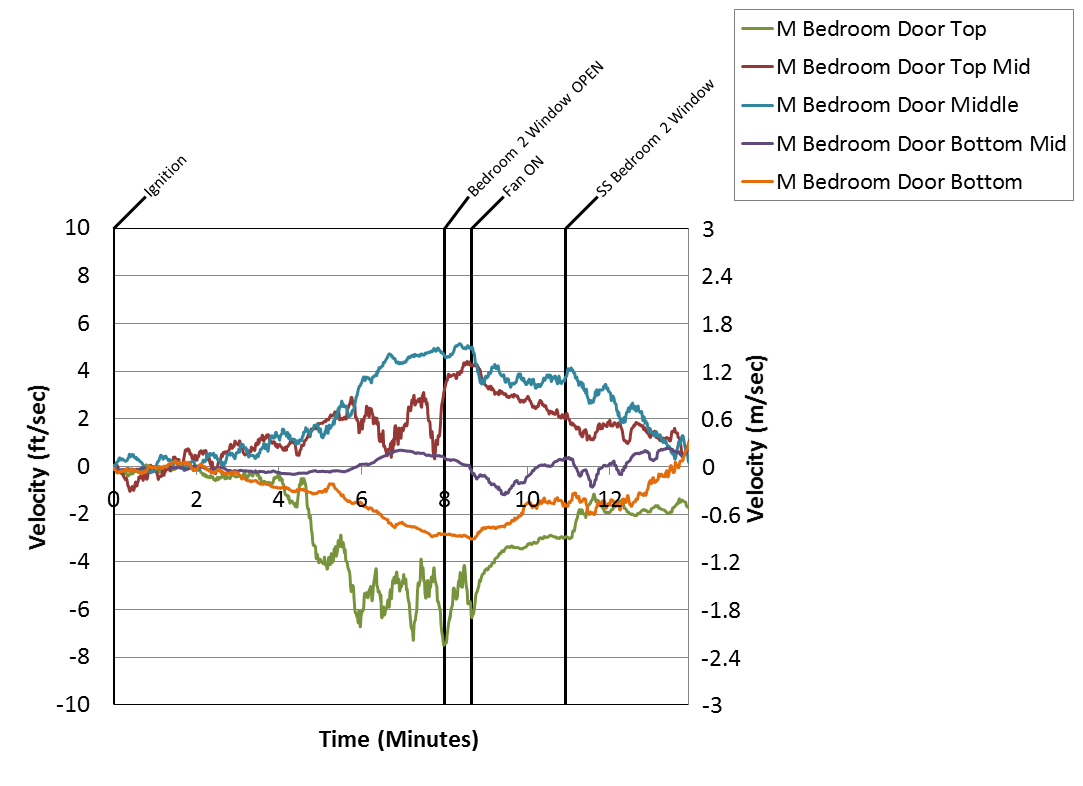 M Bedroom Door Top
M Bedroom Door Top Mid
M Bedroom Door Middle
M Bedroom Door Bottom Mid
M Bedroom Door Bottom
Ignition
Bedroom 2 Window OPEN
Fan ON
SS Bedroom 2 Window
10
8
6
4
2
0
-2
-4
-6
-8
-10
Velocity (ft/sec)
3
2.4
1.8
1.2
0.6
0
-0.6
-1.2
-1.8
-2.4
-3
Velocity (m/sec)
0 2 4 6 8 10 12
Time (Minutes)